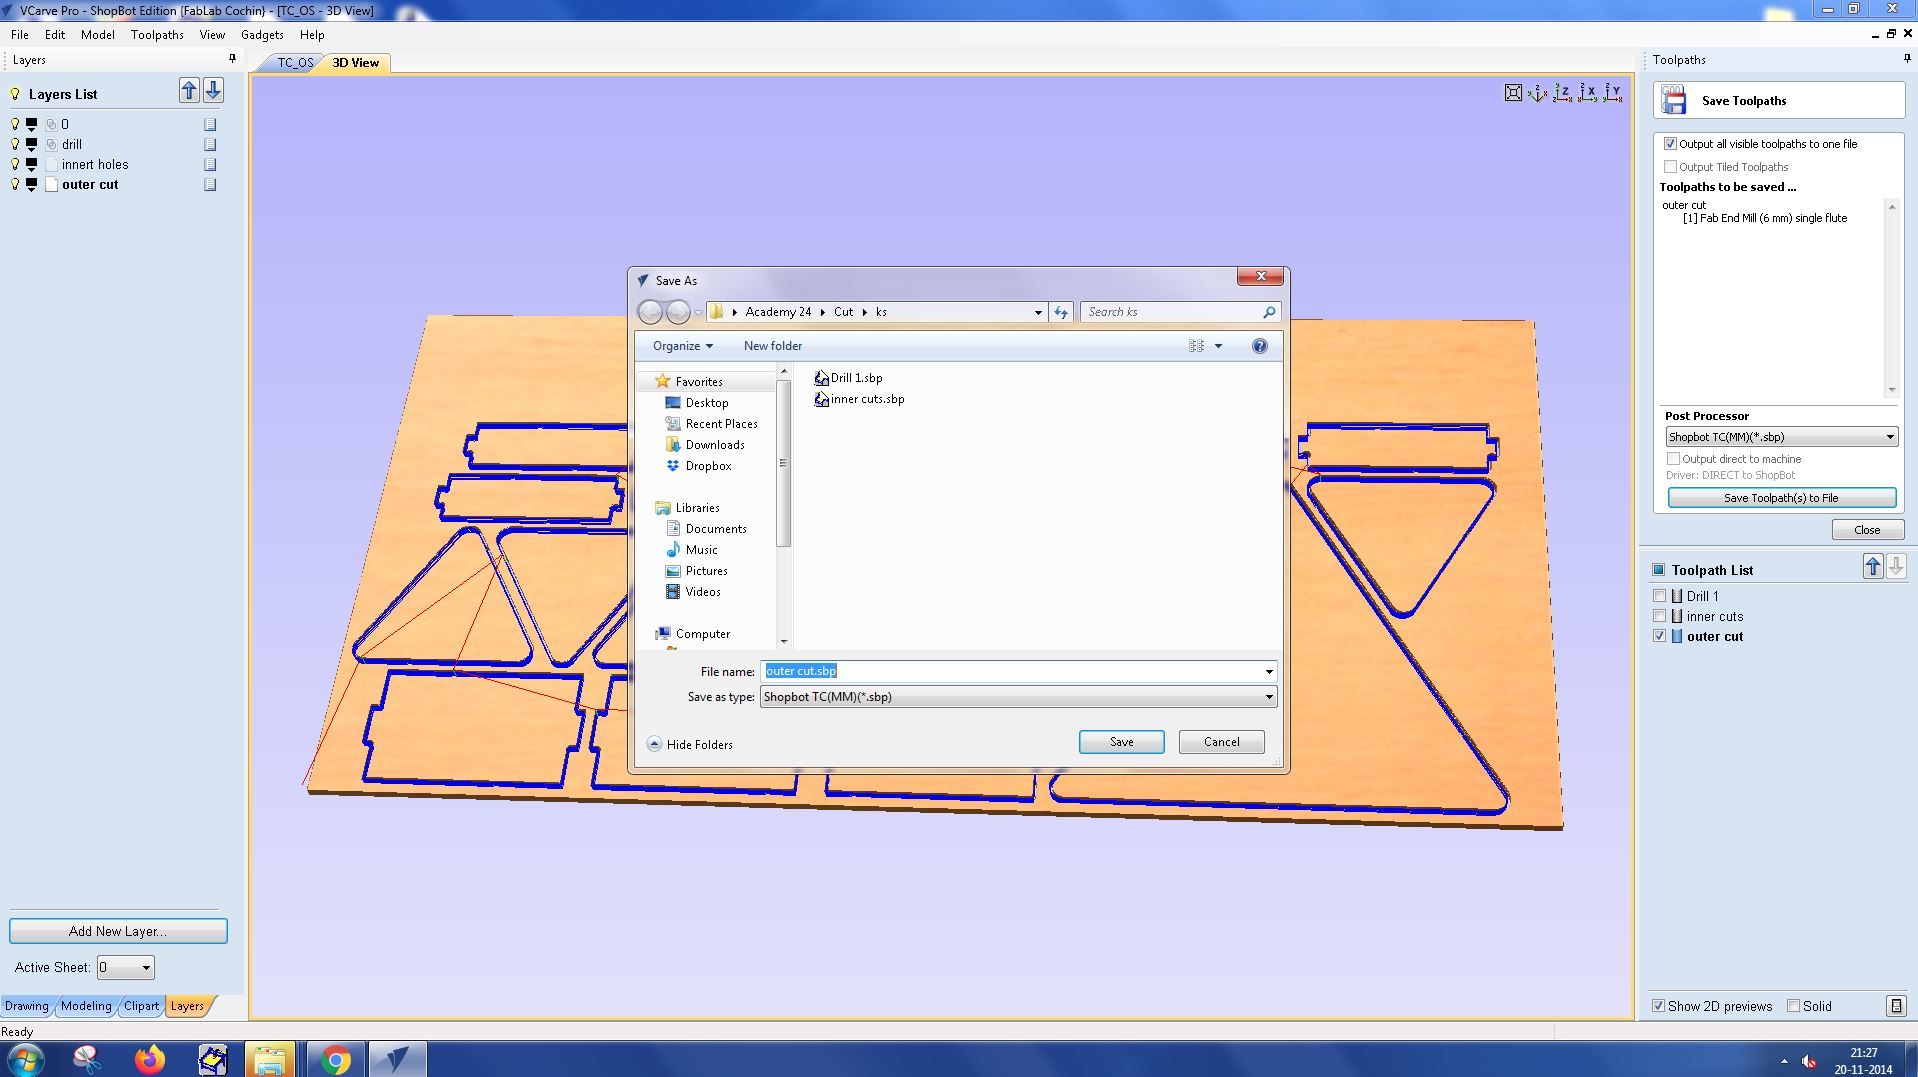 VCarve Pro - ShopBot Edition {FabLab Cochin} - [TC_OS - 3D View]
File Edit Model Toolpaths View Gadgets Help
Layers
Layers List
0
drill
innert holes
outer cut
Add New Layer...
Active Sheet: 0
Drawing Modeling Clipart Layers
Ready
TC_OS 3D View
Z X Y
Save As
Academy 24 Cut ks
Search ks
Organize New folder
Favorites
Desktop
Recent Places
Downloads
Dropbox
Libraries
Documents
Music
Pictures
Videos
Computer
Drill 1.sbp
inner cuts.sbp
File name: outer cut.sbp
Save as type: Shopbot TC(MM)(*.sbp)
Hide Folders
Save Cancel
Toolpaths
Save Toolpaths
Output all visible toolpaths to one file
Output Tiled Toolpaths
Toolpaths to be saved ...
outer cut
[1] Fab End Mill (6 mm) single flute
Post Processor
Shopbot TC(MM)(*.sbp)
Output direct to machine
Driver: DIRECT to ShopBot
Save Toolpath(s) to File
Close
Toolpath List
Drill 1
inner cuts
outer cut
Show 2D previews Solid
21:27
20-11-2014